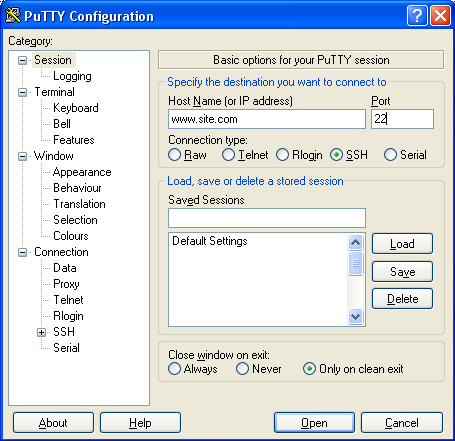 PuTTY Configuration
Category:
Session
Logging
Terminal
Keyboard
Bell
Features
Window
Appearance
Behaviour
Translation
Selection
Colours
Connection
Data
Proxy
Telnet
Rlogin
SSH
Serial
Basic options for your PuTTY session
Specify the destination you want to connect to
Host Name (or IP address) Port
www.site.com 22
Connection type:
Raw Telnet Rlogin SSH Serial
Load, save or delete a stored session
Saved Sessions
Default Settings
Load
Save
Delete
Close window on exit:
Always Never Only on clean exit
About Help Open Cancel